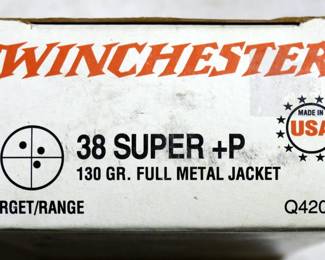 WINCHESTER
MADE IN
USA
38 SUPER +P
130 GR. FULL METAL JACKET
RGET/RANGE Q420